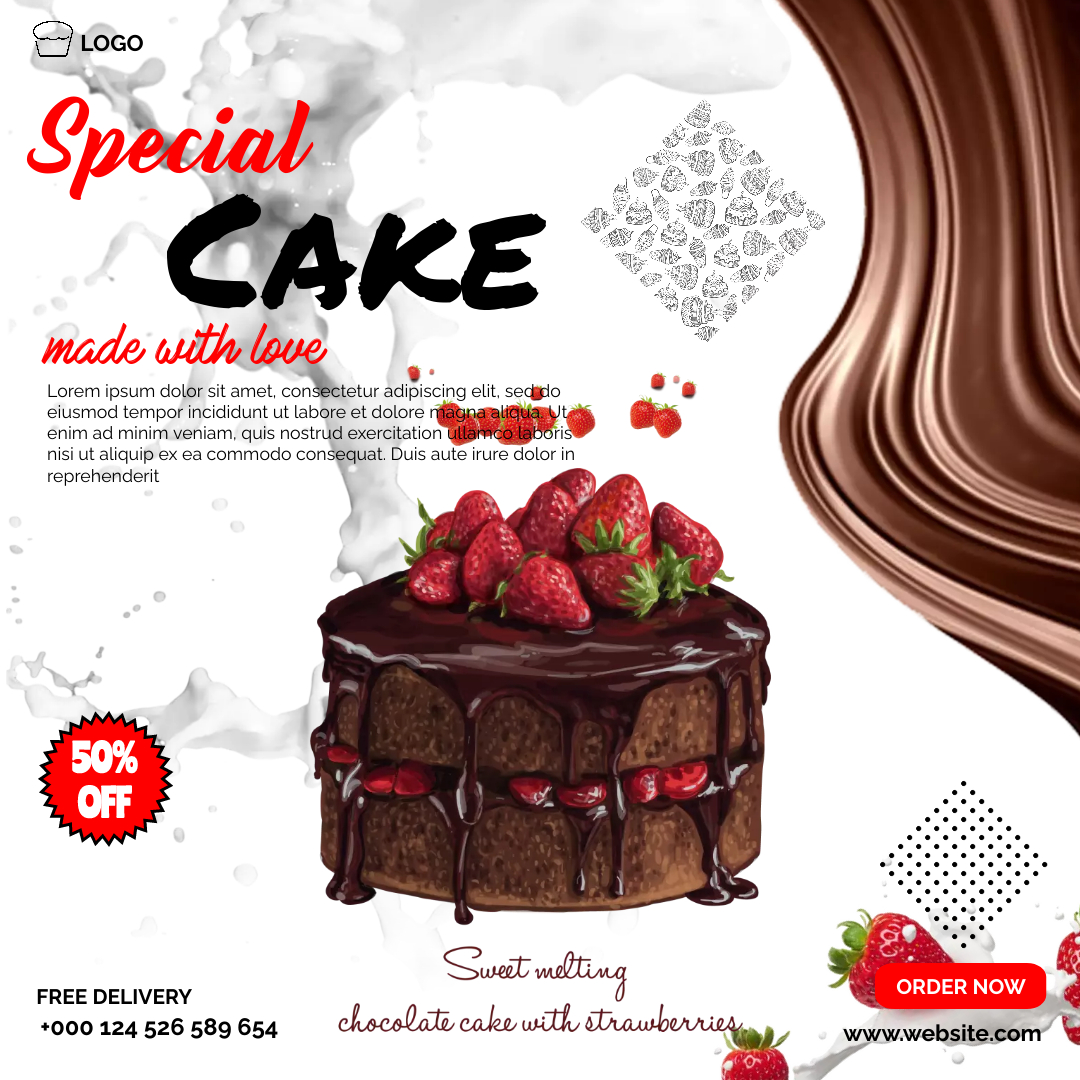 LOGO
Special
CAKE
made with love
Lorem ipsum dolor sit amet, consectetur adipiscing elit, sed do
eiusmod tempor incididunt ut labore et dolore magna aliqua. Ut
enim ad minim veniam, quis nostrud exercitation ullamco laboris
nisi ut aliquip ex ea commodo consequat. Duis aute irure dolor in
reprehenderit
50%
OFF
Sweet melting
chocolate cake with strawberries
FREE DELIVERY
+000 124 526 589 654
ORDER NOW
www.website.com